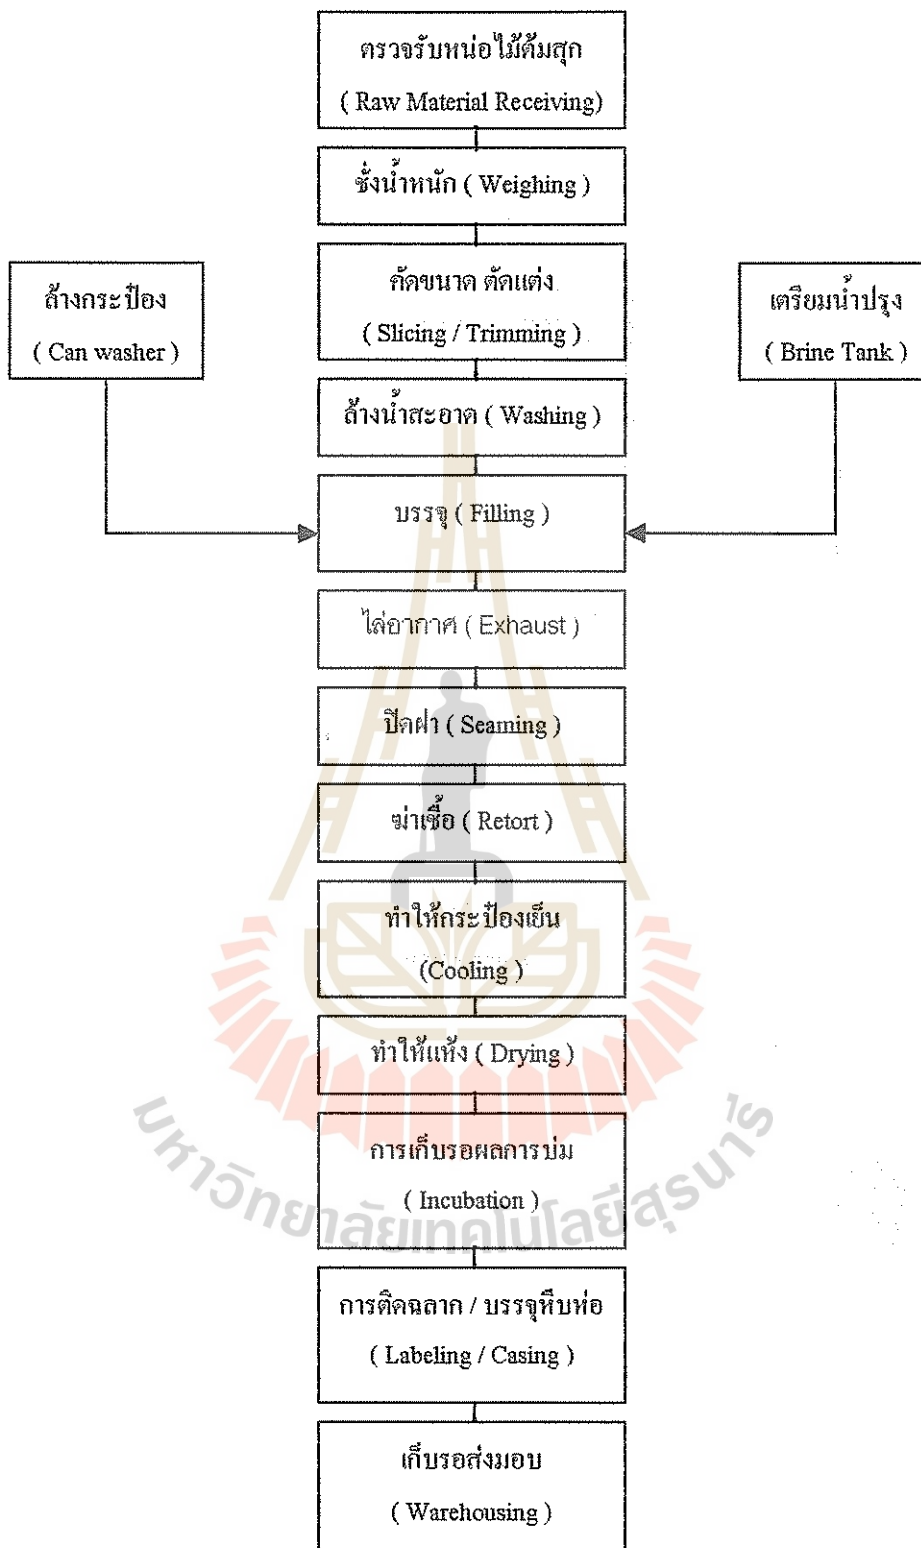 ตรวจรับหน่อไม้ต้มสุก
( Raw Material Receiving)
ชั่งน้ำหนัก ( Weighing )
คัดขนาด ตัดแต่ง
( Slicing / Trimming )
ล้างกระป๋อง
( Can washer )
เตรียมน้ำปรุง
( Brine Tank )
ล้างน้ำสะอาด ( Washing )
บรรจุ ( Filling )
ไล่อากาศ ( Exhaust )
ปิดฝา ( Seaming )
ฆ่าเชื้อ ( Retort )
ทำให้กระป๋องเย็น
(Cooling )
ทำให้แห้ง ( Drying )
การเก็บรอผลการบ่ม
( Incubation )
มหาวิทยาลัยเทคโนโลยีสุรนารี
การติดฉลาก / บรรจุหีบห่อ
( Labeling / Casing )
เก็บรอส่งมอบ
( Warehousing )